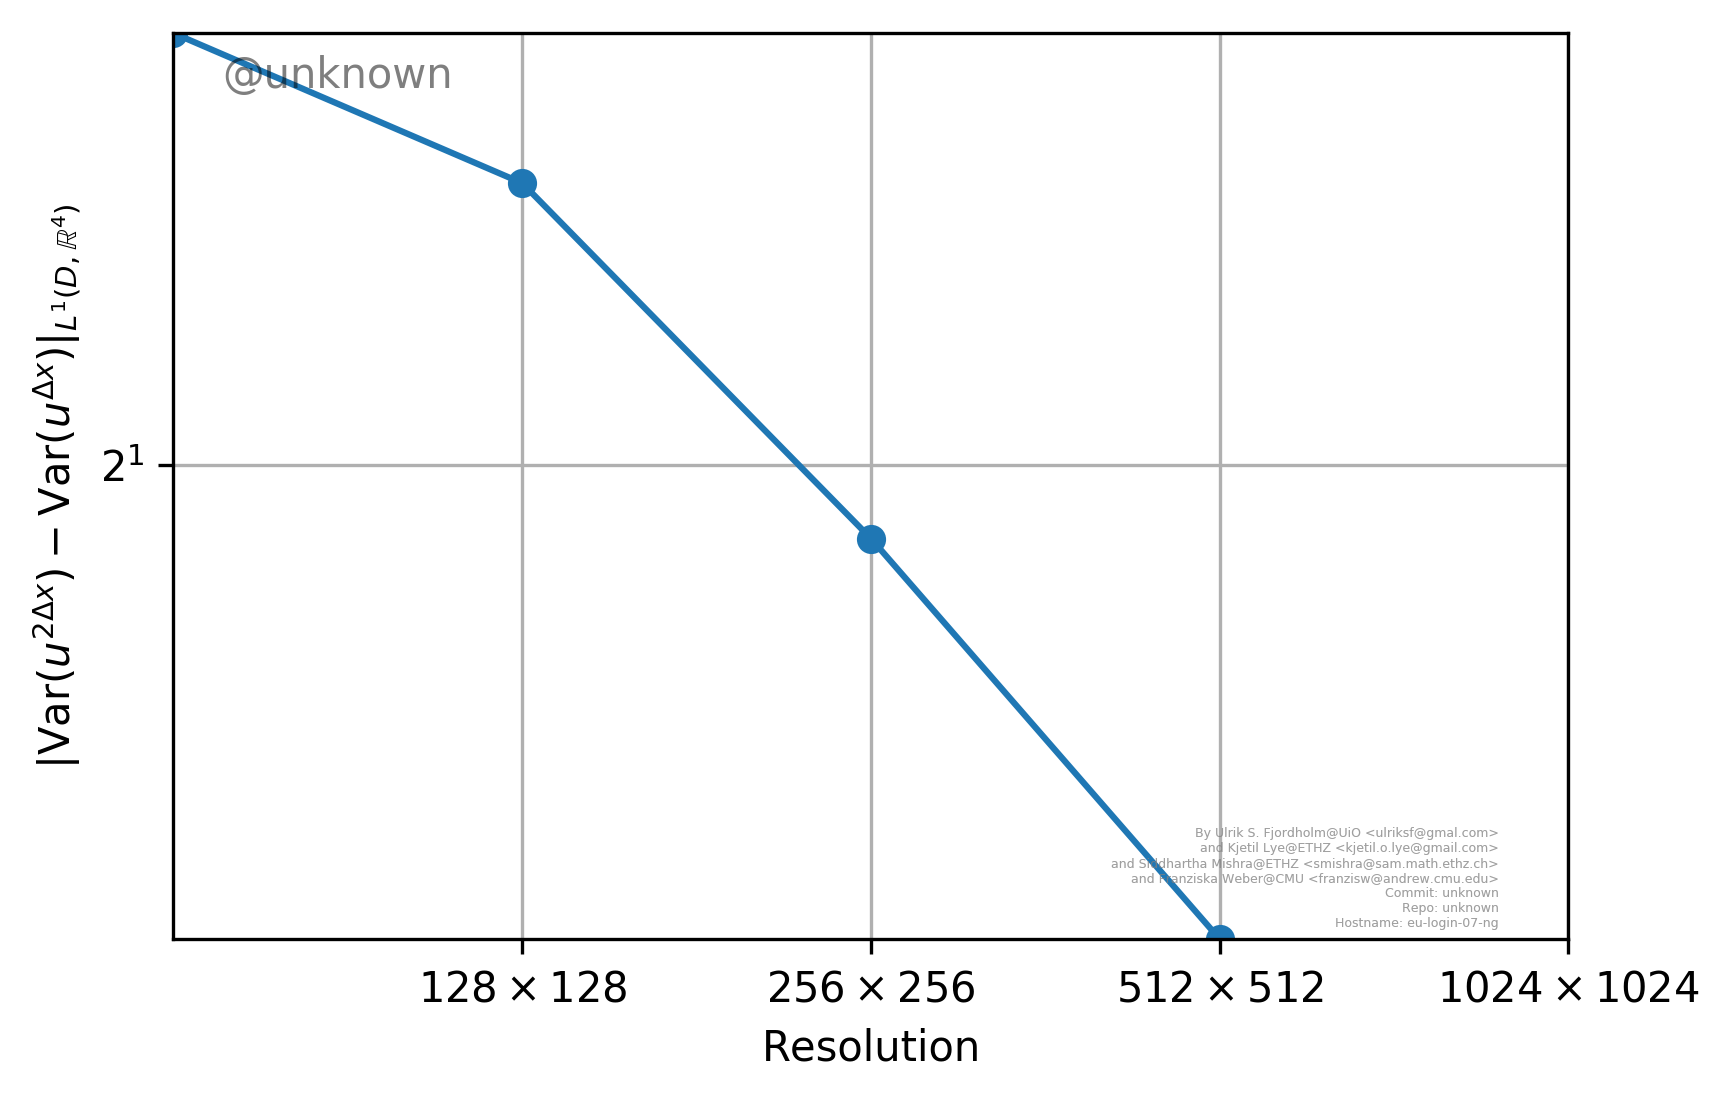 @unknown
|Var(u^{2Δx}) − Var(u^{Δx})|_{L^1(D, ℝ^4)}
2^1
By Ulrik S. Fjordholm@UiO <ulriksf@gmal.com>
and Kjetil Lye@ETHZ <kjetil.o.lye@gmail.com>
and Siddhartha Mishra@ETHZ <smishra@sam.math.ethz.ch>
and Franziska Weber@CMU <franzisw@andrew.cmu.edu>
Commit: unknown
Repo: unknown
Hostname: eu-login-07-ng
128 × 128 256 × 256 512 × 512 1024 × 1024
Resolution